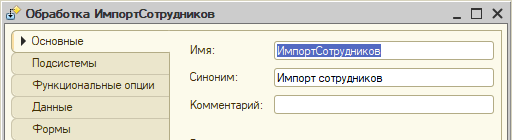 Обработка ИмпортСотрудников
Основные
Подсистемы
Функциональные опции
Данные
Формы
Имя: ИмпортСотрудников
Синоним: Импорт сотрудников
Комментарий: